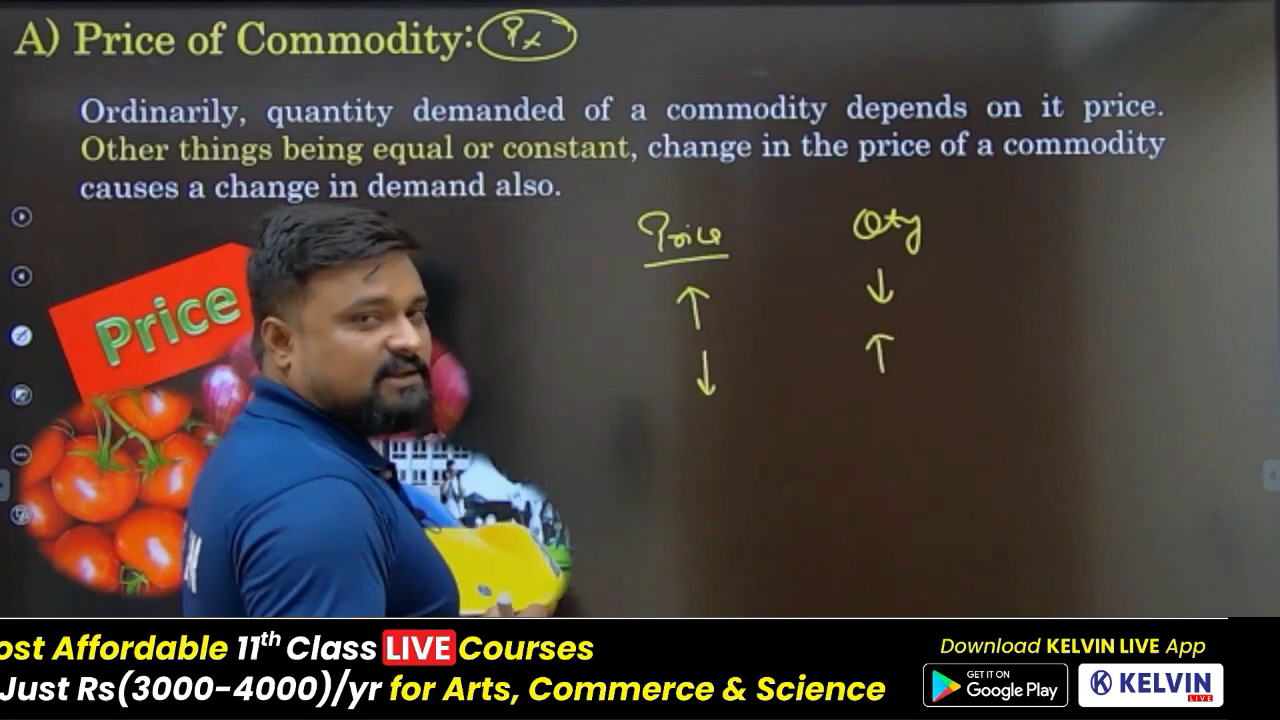 A) Price of Commodity: Px
Ordinarily, quantity demanded of a commodity depends on it price.
Other things being equal or constant, change in the price of a commodity
causes a change in demand also.
Price Qty
↑ ↓
↓ ↑
Price
ost Affordable 11th Class LIVE Courses
Just Rs(3000-4000)/yr for Arts, Commerce & Science
Download KELVIN LIVE App
GET IT ON
Google Play
KELVIN
LIVE